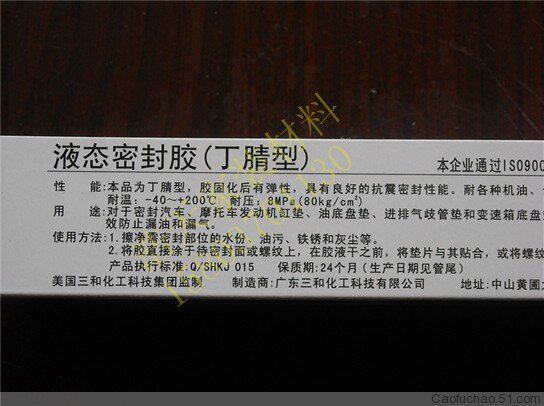 液态密封胶(丁腈型)
本企业通过ISO900
性 能:本品为丁腈型，胶固化后有弹性，具有良好的抗震密封性能。耐各种机油、
耐温: -40~+200℃ 耐压: 8MPa(80kg/cm²)
用 途:对于密封汽车、摩托车发动机缸垫、油底盘垫、进排气歧管垫和变速箱底盘
效防止漏油和漏气。
使用方法:1.擦净需密封部位的水份、油污、铁锈和灰尘等。
2.将胶直接涂于待密封面或螺纹上，在胶液干之前，将垫片与其贴合，或将螺纹
产品执行标准:Q/SHKJ 015 保质期:24个月(生产日期见管尾)
美国三和化工科技集团监制 制造商:广东三和化工科技有限公司 地址:中山黄圃
Caofuchao.51.com